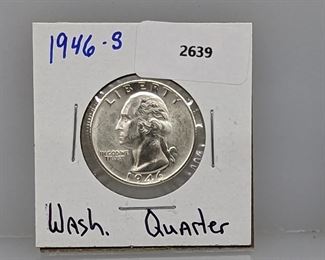 1946-S
2639
LIBERTY
IN GOD WE TRUST
1946
Wash. Quarter